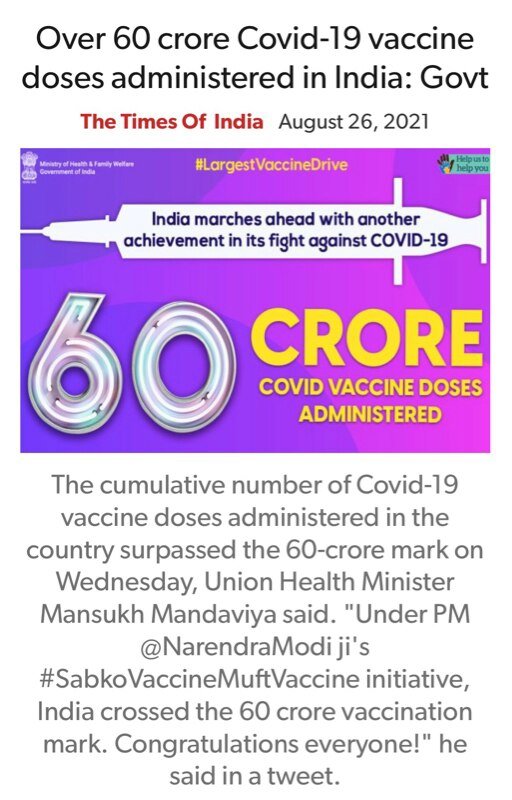 Over 60 crore Covid-19 vaccine
doses administered in India: Govt
The Times Of India August 26, 2021
Ministry of Health & Family Welfare
Government of India
#LargestVaccineDrive
Help us to
help you
India marches ahead with another
achievement in its fight against COVID-19
60
CRORE
COVID VACCINE DOSES
ADMINISTERED
The cumulative number of Covid-19
vaccine doses administered in the
country surpassed the 60-crore mark on
Wednesday, Union Health Minister
Mansukh Mandaviya said. "Under PM
@NarendraModi ji's
#SabkoVaccineMuftVaccine initiative,
India crossed the 60 crore vaccination
mark. Congratulations everyone!" he
said in a tweet.